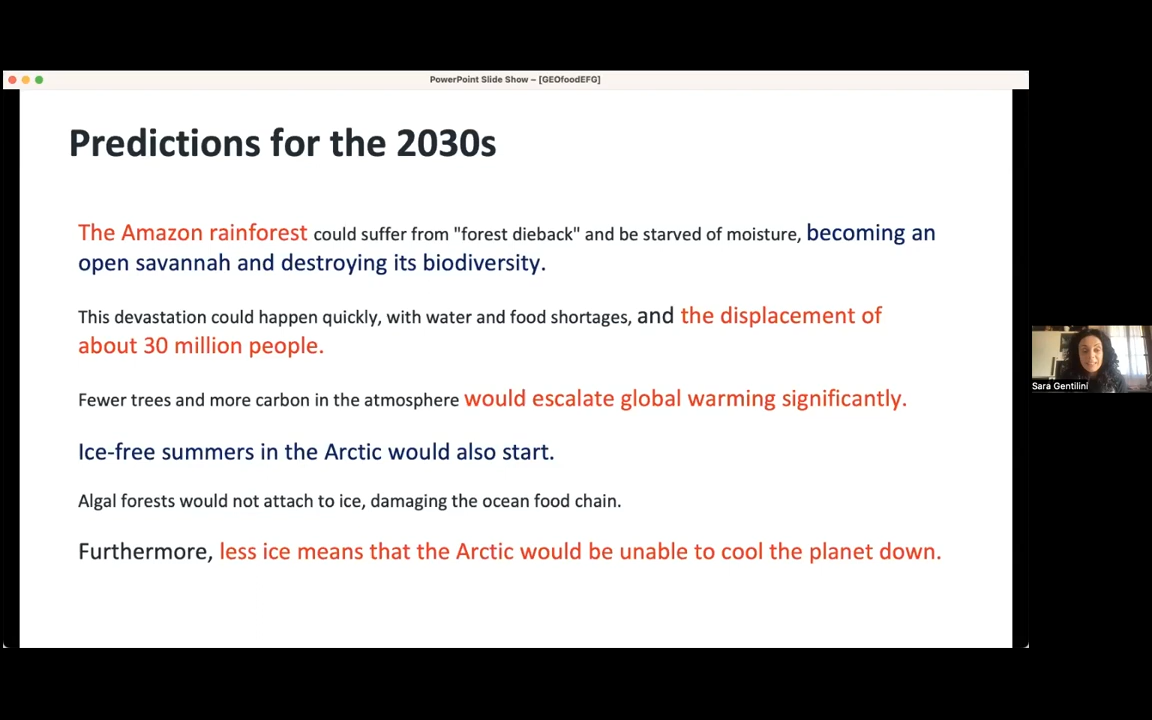 PowerPoint Slide Show – [GEOfoodEFG]
Predictions for the 2030s
The Amazon rainforest could suffer from "forest dieback" and be starved of moisture, becoming an
open savannah and destroying its biodiversity.
This devastation could happen quickly, with water and food shortages, and the displacement of
about 30 million people.
Fewer trees and more carbon in the atmosphere would escalate global warming significantly.
Ice-free summers in the Arctic would also start.
Algal forests would not attach to ice, damaging the ocean food chain.
Furthermore, less ice means that the Arctic would be unable to cool the planet down.
Sara Gentilini